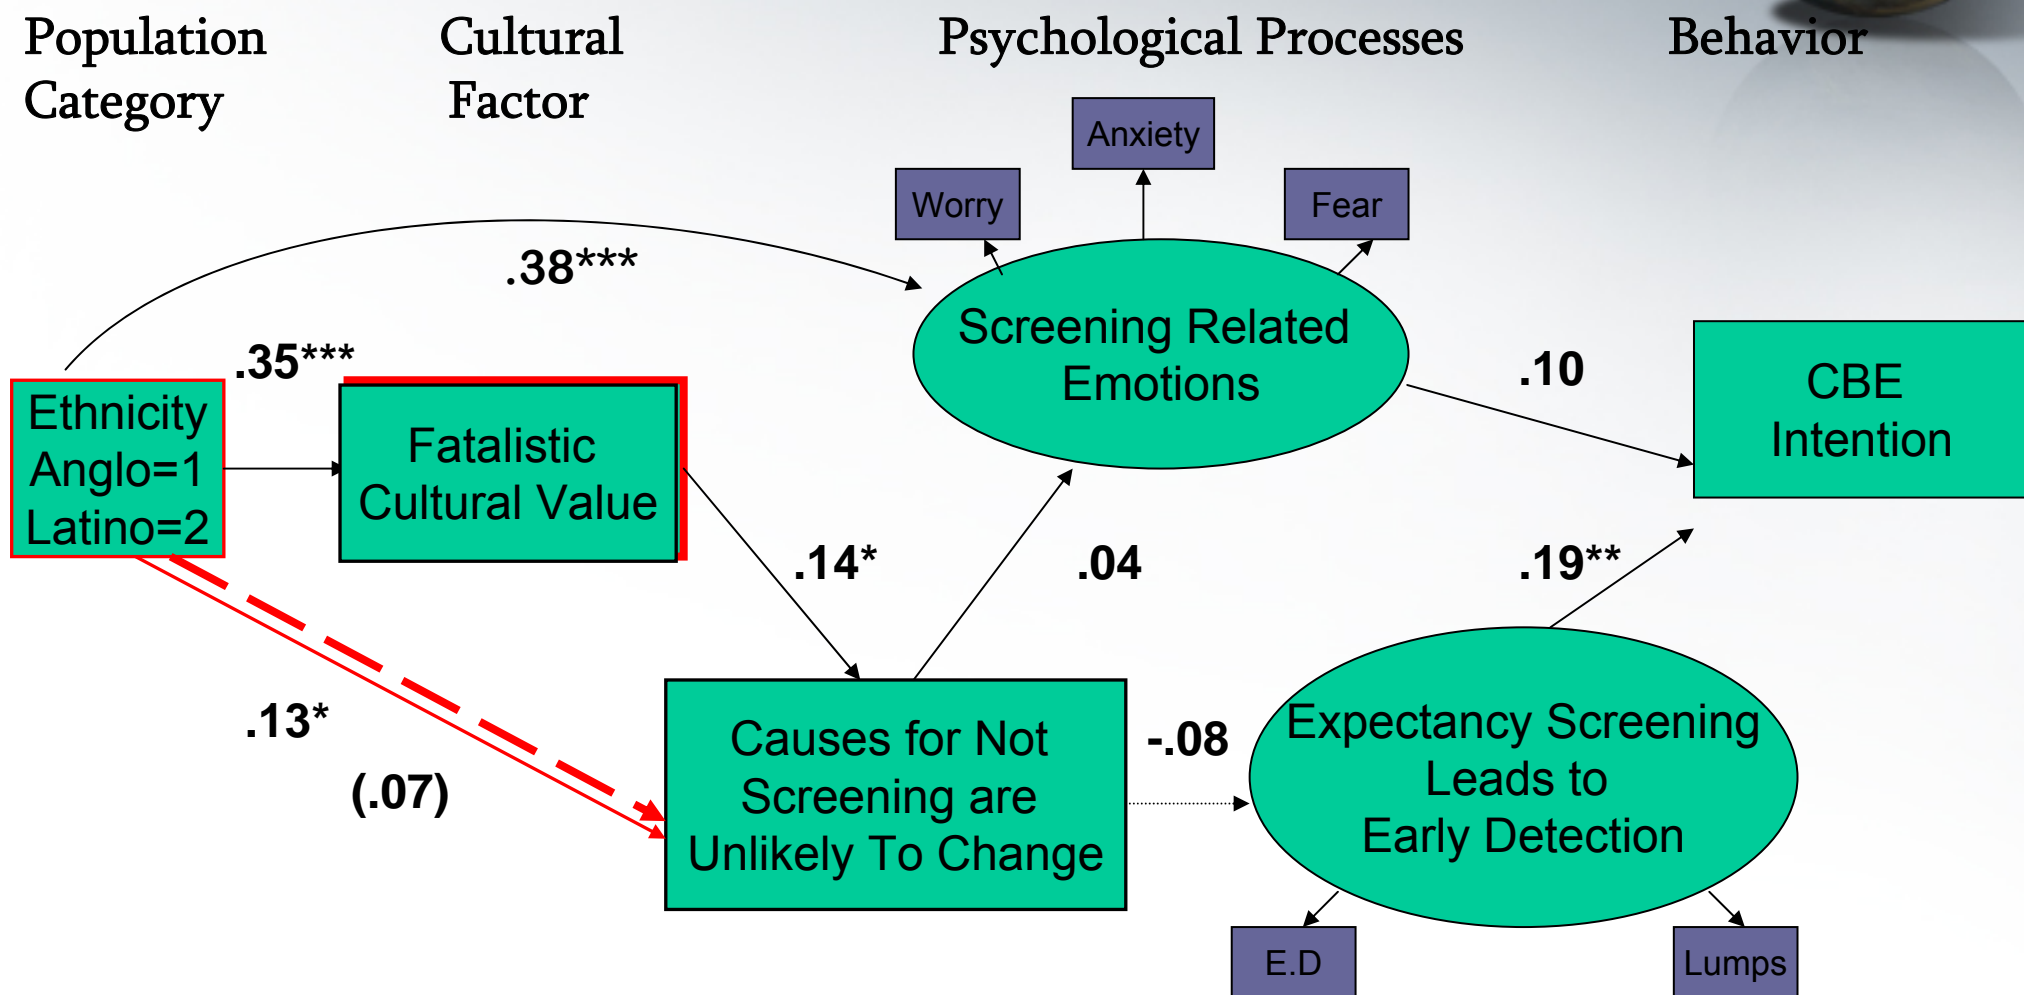 Population
Category
Cultural
Factor
Psychological Processes
Behavior
Anxiety
Worry
Fear
.38***
Screening Related
Emotions
.35***
Ethnicity
Anglo=1
Latino=2
Fatalistic
Cultural Value
.10
CBE
Intention
.14*
.04
.19**
.13*
(.07)
Causes for Not
Screening are
Unlikely To Change
-.08
Expectancy Screening
Leads to
Early Detection
E.D
Lumps